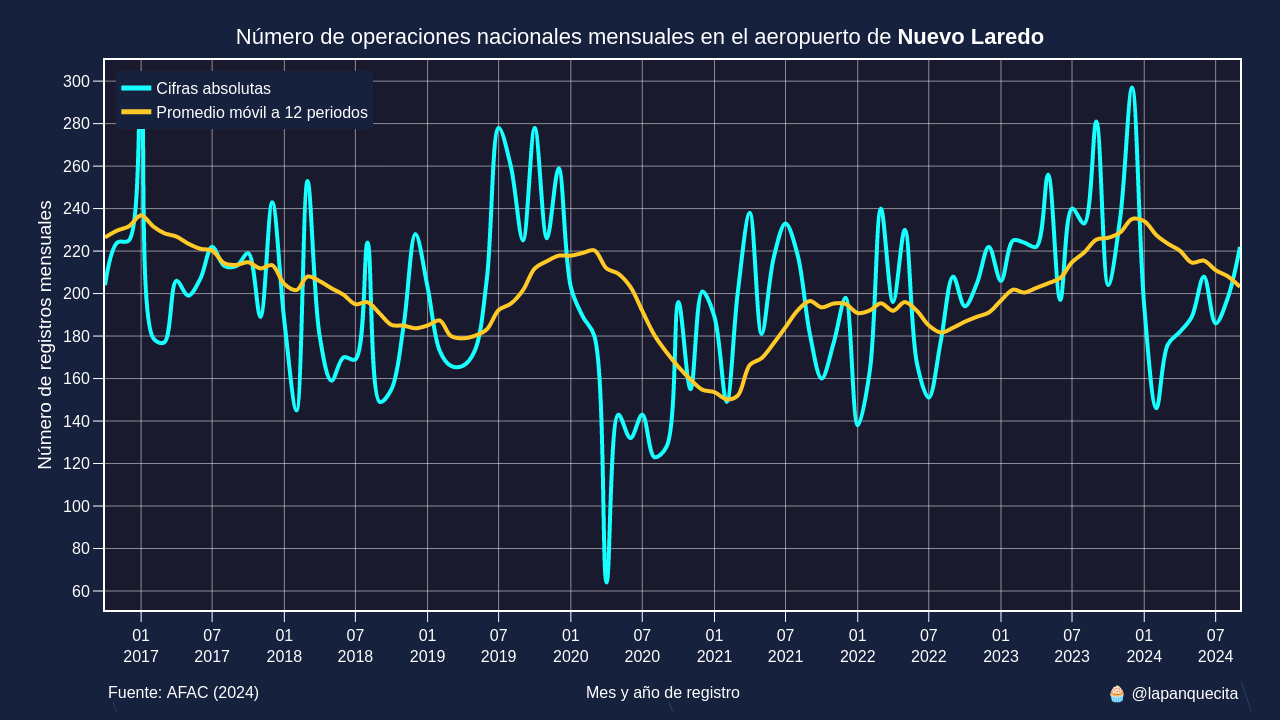 Número de operaciones nacionales mensuales en el aeropuerto de Nuevo Laredo
Cifras absolutas
Promedio móvil a 12 periodos
Número de registros mensuales
300
280
260
240
220
200
180
160
140
120
100
80
60
01 07 01 07 01 07 01 07 01 07 01 07 01 07 01 07
2017 2017 2018 2018 2019 2019 2020 2020 2021 2021 2022 2022 2023 2023 2024 2024
Fuente: AFAC (2024) Mes y año de registro 🧁 @lapanquecita